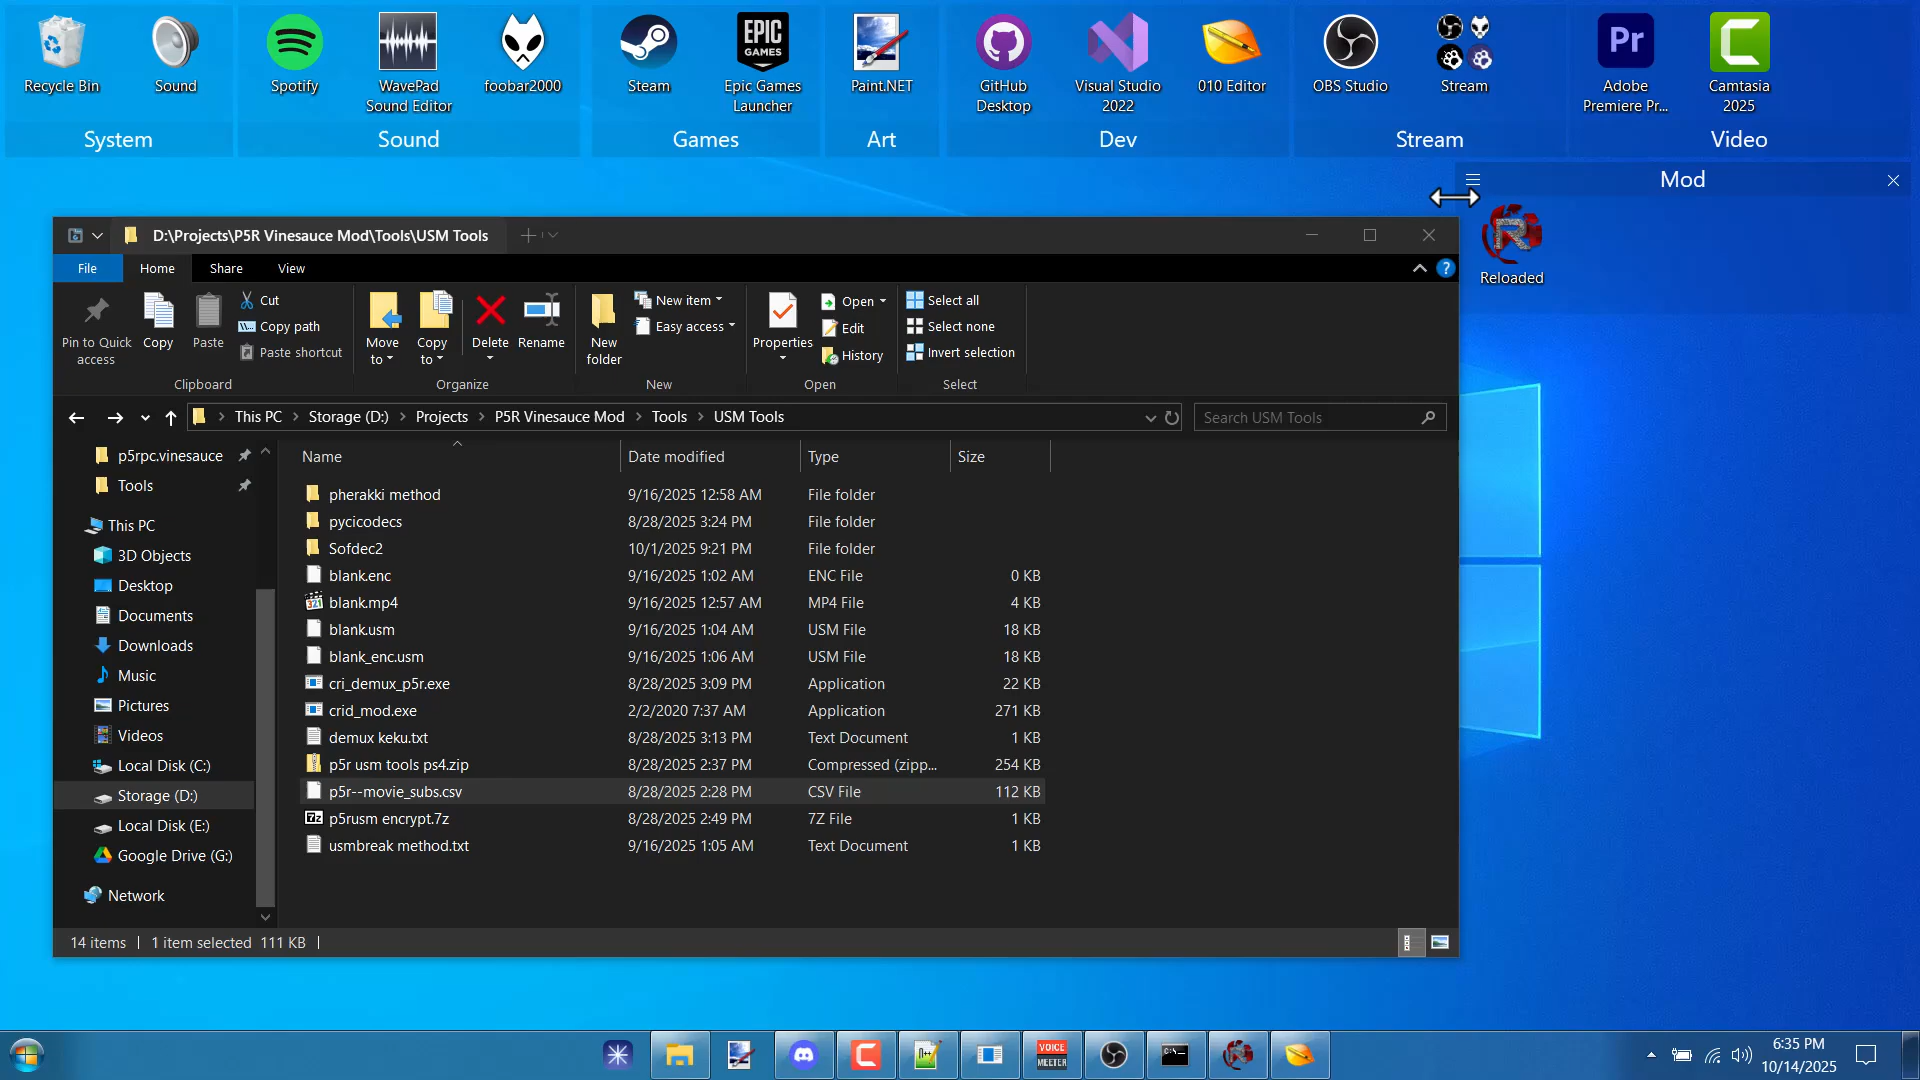 Recycle Bin
Sound
Spotify
WavePad
Sound Editor
foobar2000
Steam
EPIC
GAMES
Epic Games
Launcher
Paint.NET
GitHub
Desktop
Visual Studio
2022
010 Editor
OBS Studio
Stream
Pr
Adobe
Premiere Pr...
Camtasia
2025
System
Sound
Games
Art
Dev
Stream
Video
Mod
Reloaded
D:\Projects\P5R Vinesauce Mod\Tools\USM Tools
File
Home
Share
View
Pin to Quick
access
Copy
Paste
Cut
Copy path
Paste shortcut
Clipboard
Move
to
Copy
to
Delete
Rename
Organize
New
folder
New item
Easy access
New
Properties
Open
Edit
History
Open
Select all
Select none
Invert selection
Select
This PC
Storage (D:)
Projects
P5R Vinesauce Mod
Tools
USM Tools
Search USM Tools
p5rpc.vinesauce
Tools
This PC
3D Objects
Desktop
Documents
Downloads
Music
Pictures
Videos
Local Disk (C:)
Storage (D:)
Local Disk (E:)
Google Drive (G:)
Network
Name Date modified Type Size
pherakki method 9/16/2025 12:58 AM File folder
pycicodecs 8/28/2025 3:24 PM File folder
Sofdec2 10/1/2025 9:21 PM File folder
blank.enc 9/16/2025 1:02 AM ENC File 0 KB
blank.mp4 9/16/2025 12:57 AM MP4 File 4 KB
blank.usm 9/16/2025 1:04 AM USM File 18 KB
blank_enc.usm 9/16/2025 1:06 AM USM File 18 KB
cri_demux_p5r.exe 8/28/2025 3:09 PM Application 22 KB
crid_mod.exe 2/2/2020 7:37 AM Application 271 KB
demux keku.txt 8/28/2025 3:13 PM Text Document 1 KB
p5r usm tools ps4.zip 8/28/2025 2:37 PM Compressed (zipp... 254 KB
p5r--movie_subs.csv 8/28/2025 2:28 PM CSV File 112 KB
p5rusm encrypt.7z 8/28/2025 2:49 PM 7Z File 1 KB
usmbreak method.txt 9/16/2025 1:05 AM Text Document 1 KB
14 items
1 item selected 111 KB
VOICE
MEETER
6:35 PM
10/14/2025